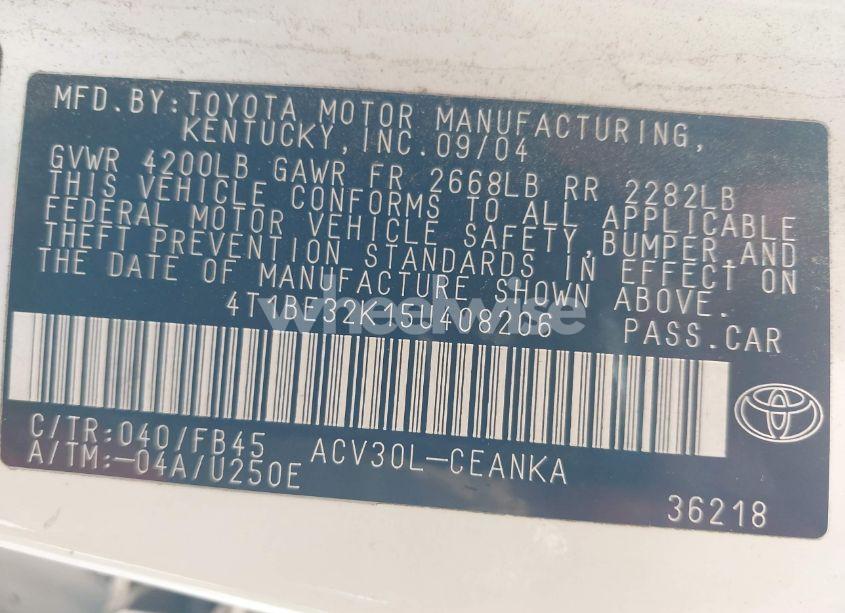 MFD.BY:TOYOTA MOTOR MANUFACTURING,
KENTUCKY,INC.09/04
GVWR 4200LB GAWR FR 2668LB RR 2282LB
THIS VEHICLE CONFORMS TO ALL APPLICABLE
FEDERAL MOTOR VEHICLE SAFETY,BUMPER,AND
THEFT PREVENTION STANDARDS IN EFFECT ON
THE DATE OF MANUFACTURE SHOWN ABOVE.
PASS.CAR
wheelwise
C/TR:040/FB45 ACV30L-CEANKA
A/TM:-04A/U250E
36218